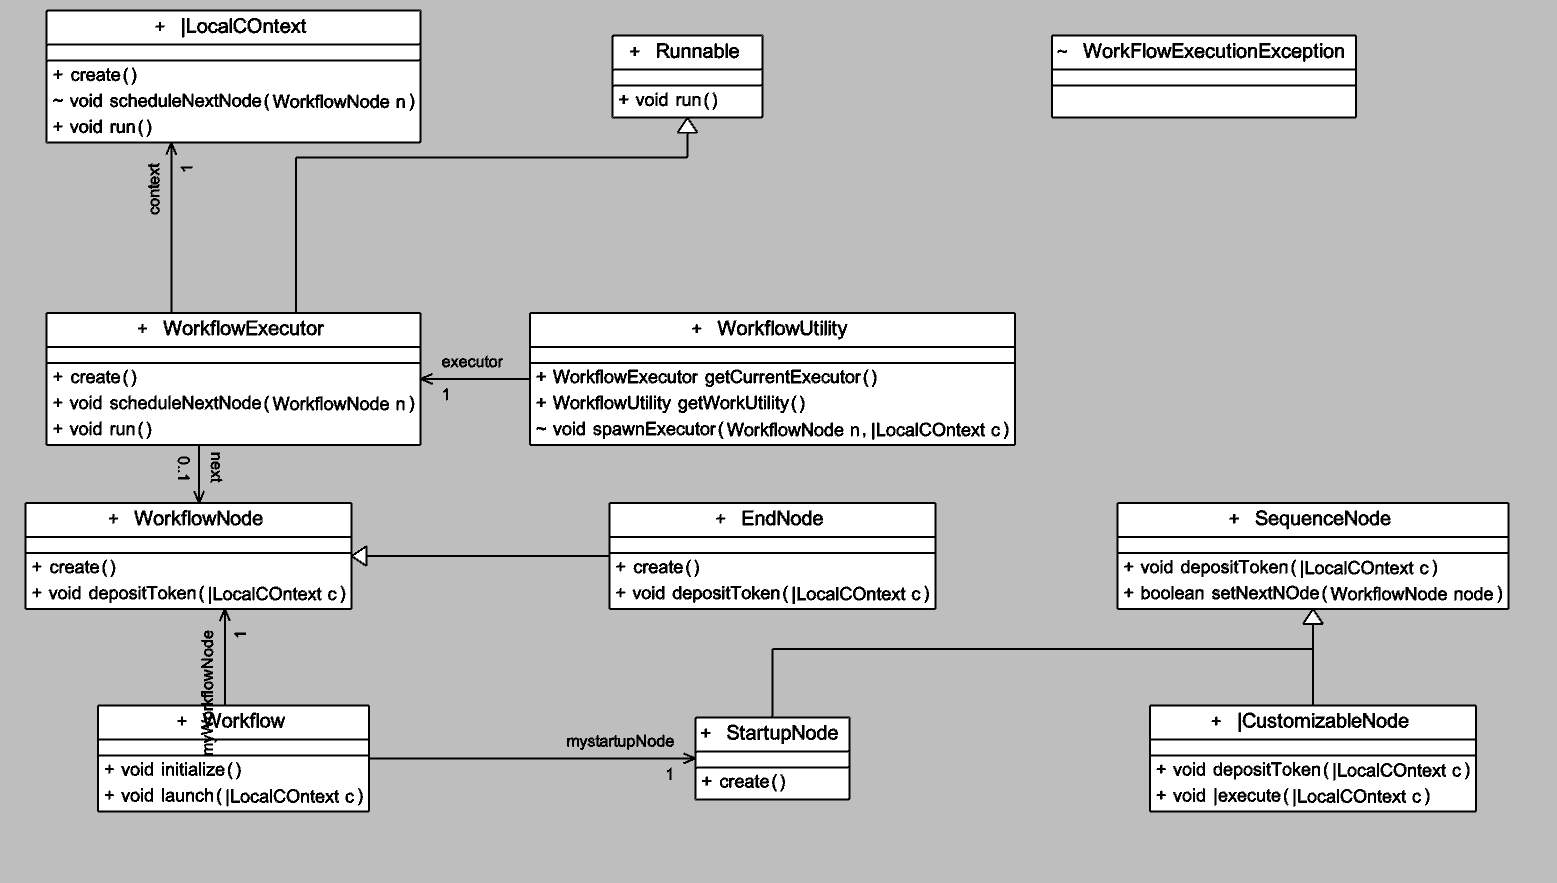 + |LocalCOntext
+ create()
~ void scheduleNextNode(WorkflowNode n)
+ void run()
+ Runnable
+ void run()
~ WorkFlowExecutionException
context
1
+ WorkflowExecutor
+ create()
+ void scheduleNextNode(WorkflowNode n)
+ void run()
executor
1
+ WorkflowUtility
+ WorkflowExecutor getCurrentExecutor()
+ WorkflowUtility getWorkUtility()
~ void spawnExecutor(WorkflowNode n, |LocalCOntext c)
0..1
next
+ WorkflowNode
+ create()
+ void depositToken(|LocalCOntext c)
+ EndNode
+ create()
+ void depositToken(|LocalCOntext c)
+ SequenceNode
+ void depositToken(|LocalCOntext c)
+ boolean setNextNOde(WorkflowNode node)
myWorkflowNode
1
+ Workflow
+ void initialize()
+ void launch(|LocalCOntext c)
mystartupNode
1
+ StartupNode
+ create()
+ |CustomizableNode
+ void depositToken(|LocalCOntext c)
+ void |execute(|LocalCOntext c)